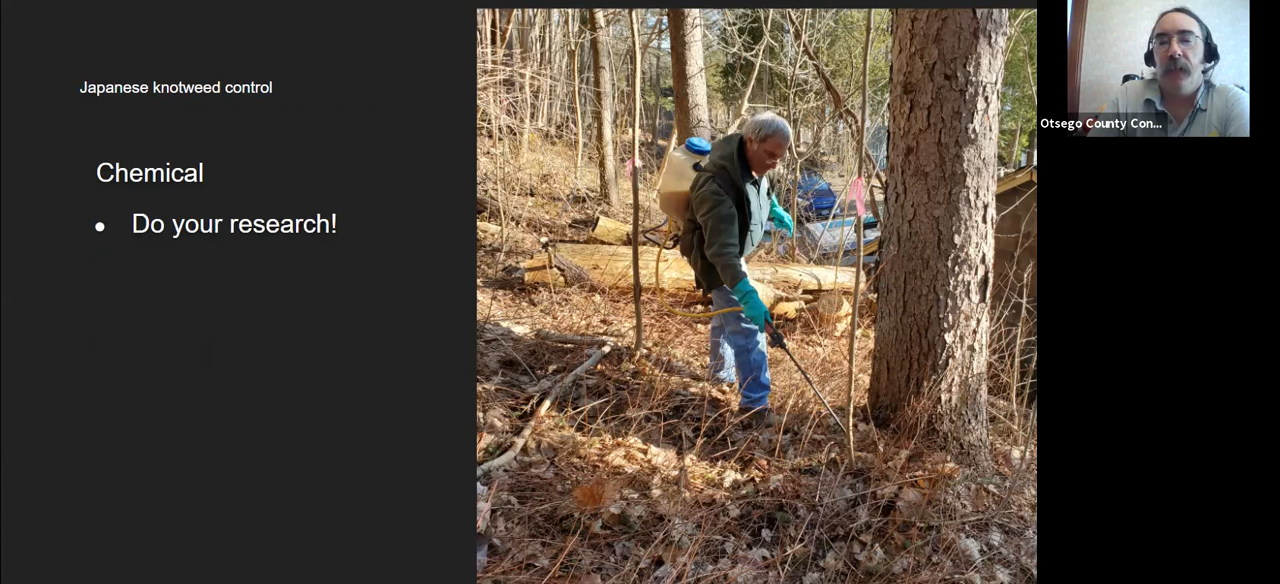 Japanese knotweed control
Chemical
● Do your research!
Otsego County Con...